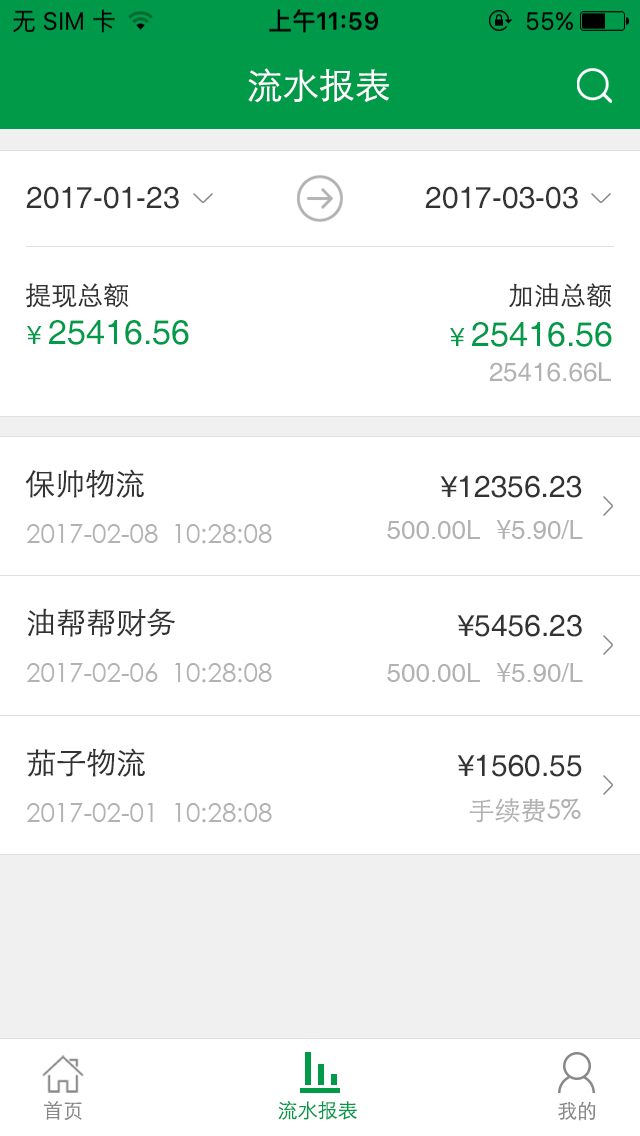 无 SIM 卡 上午11:59 55%
流水报表
2017-01-23 2017-03-03
提现总额 加油总额
¥25416.56 ¥25416.56
25416.66L
保帅物流 ¥12356.23
2017-02-08 10:28:08 500.00L ¥5.90/L
油帮帮财务 ¥5456.23
2017-02-06 10:28:08 500.00L ¥5.90/L
茄子物流 ¥1560.55
2017-02-01 10:28:08 手续费5%
首页 流水报表 我的